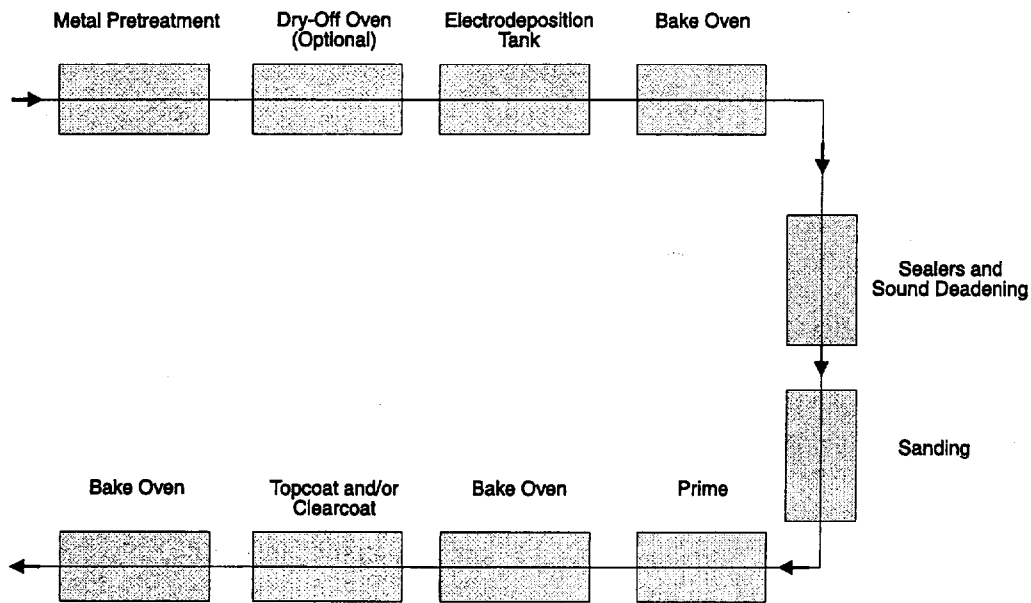 Metal Pretreatment
Dry-Off Oven
(Optional)
Electrodeposition
Tank
Bake Oven
Sealers and
Sound Deadening
Sanding
Bake Oven
Topcoat and/or
Clearcoat
Bake Oven
Prime